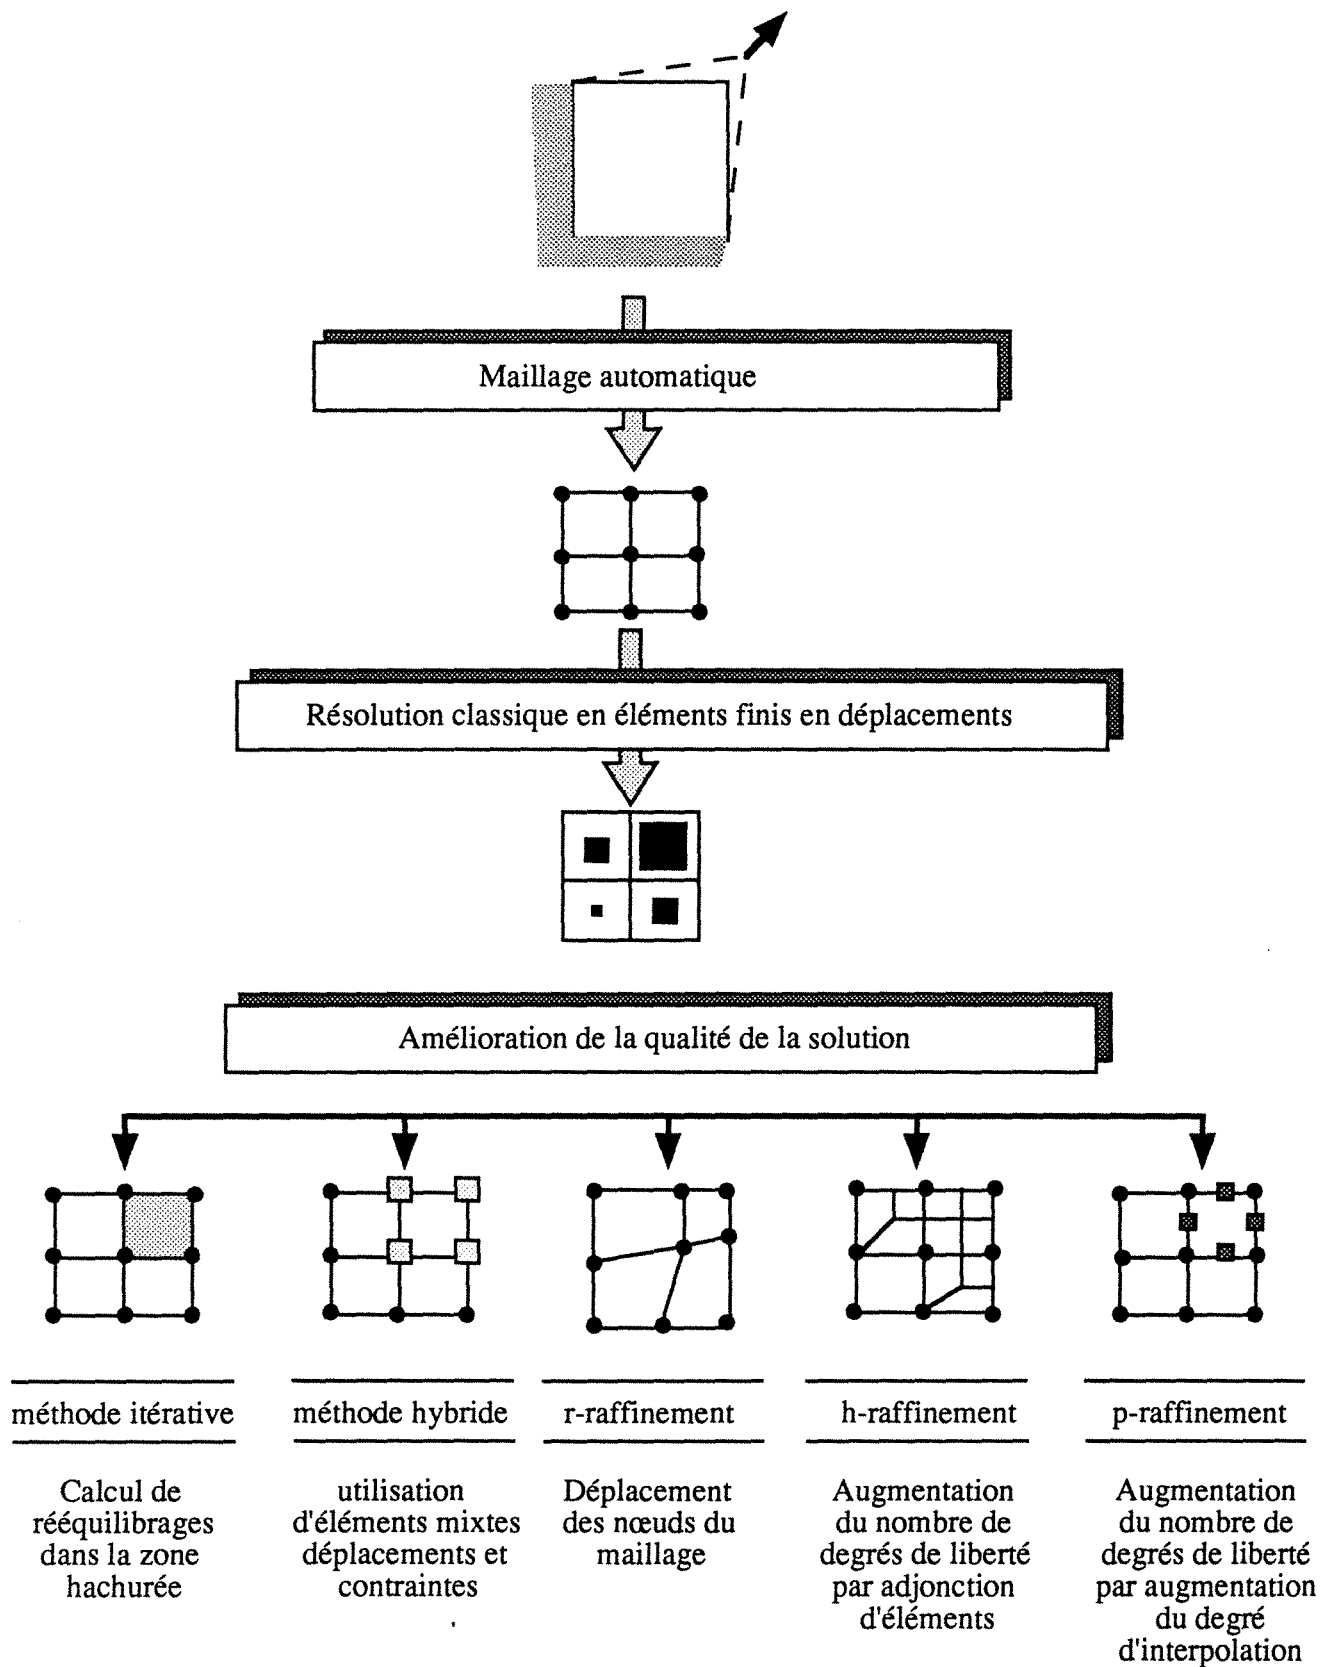 Maillage automatique
Résolution classique en éléments finis en déplacements
Amélioration de la qualité de la solution
méthode itérative
Calcul de
rééquilibrages
dans la zone
hachurée
méthode hybride
utilisation
d'éléments mixtes
déplacements et
contraintes
r-raffinement
Déplacement
des nœuds du
maillage
h-raffinement
Augmentation
du nombre de
degrés de liberté
par adjonction
d'éléments
p-raffinement
Augmentation
du nombre de
degrés de liberté
par augmentation
du degré
d'interpolation